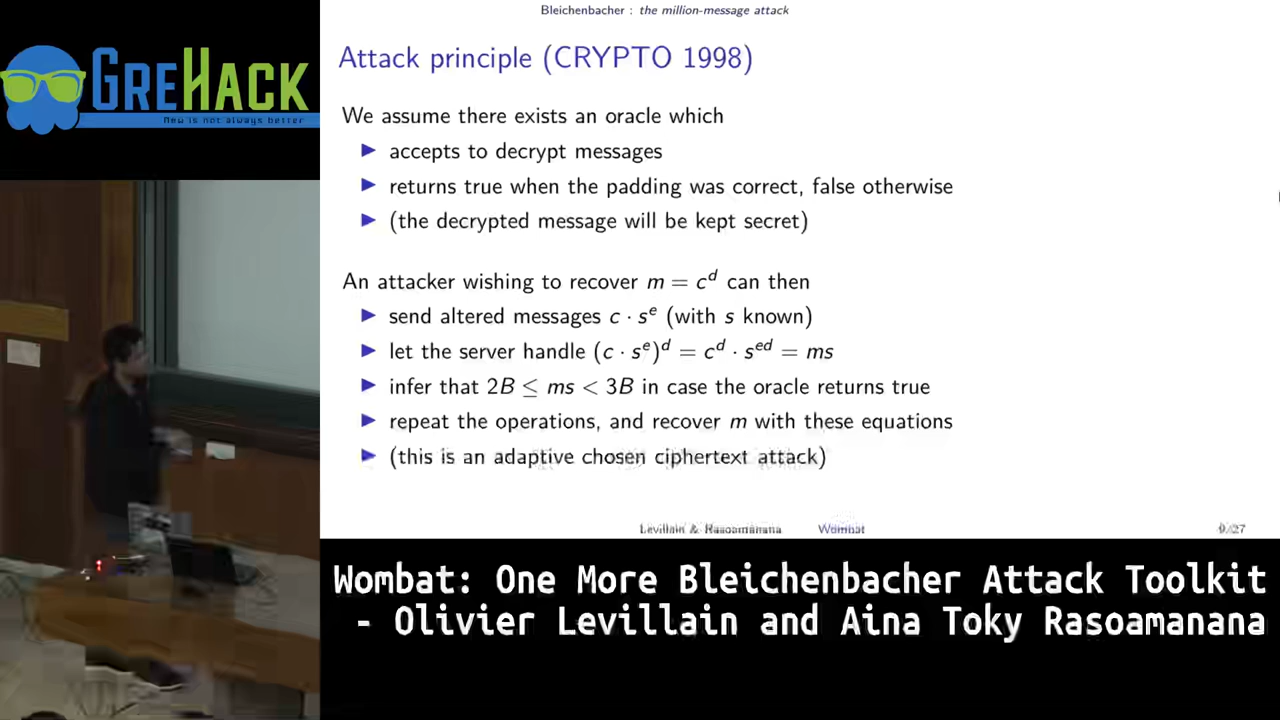 GREHACK
New is not always better
Bleichenbacher : the million-message attack
Attack principle (CRYPTO 1998)
We assume there exists an oracle which
▶ accepts to decrypt messages
▶ returns true when the padding was correct, false otherwise
▶ (the decrypted message will be kept secret)
An attacker wishing to recover m = c^d can then
▶ send altered messages c · s^e (with s known)
▶ let the server handle (c · s^e)^d = c^d · s^ed = ms
▶ infer that 2B ≤ ms < 3B in case the oracle returns true
▶ repeat the operations, and recover m with these equations
▶ (this is an adaptive chosen ciphertext attack)
Levillain & Rasoamanana Wombat 9/27
Wombat: One More Bleichenbacher Attack Toolkit
- Olivier Levillain and Aina Toky Rasoamanana